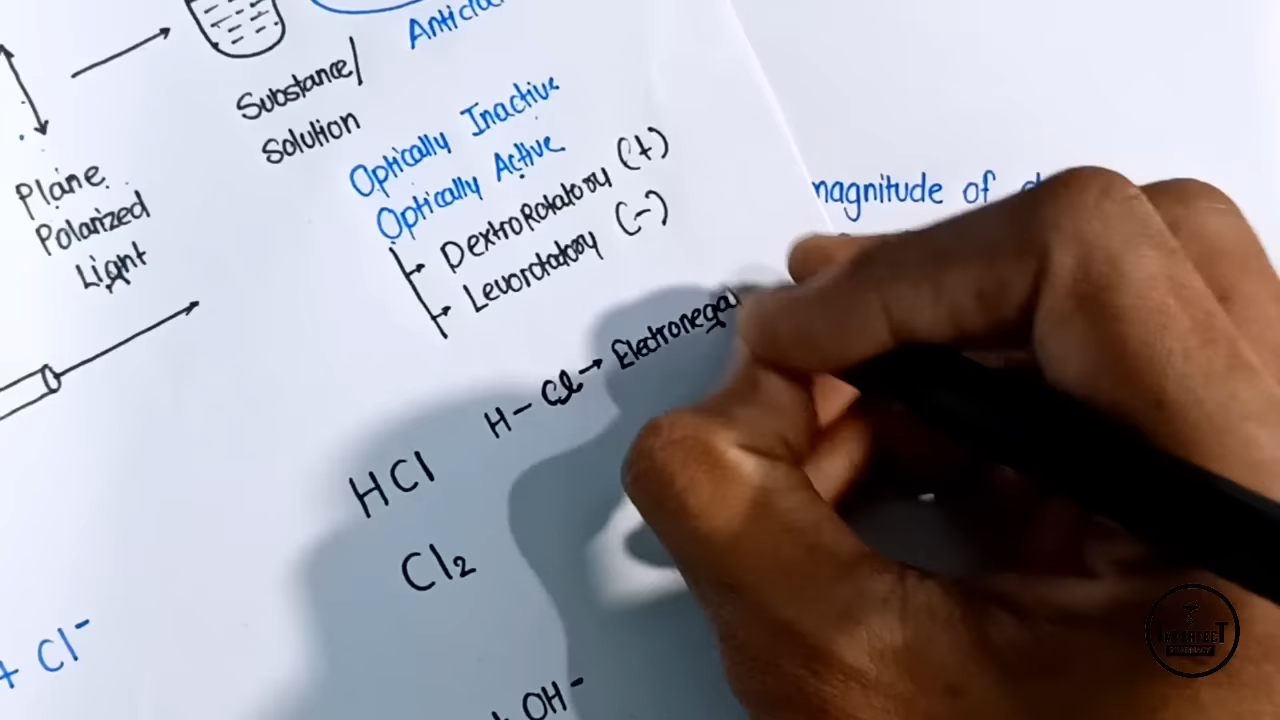 Substance/
Solution
Plane
Polarized
Light
Optically Inactive
Optically Active
DextroRotatory (+)
Levorotatory (-)
magnitude of
H - Cl → Electronega
HCl
Cl₂
+ Cl⁻
+ OH⁻
PHARMACY